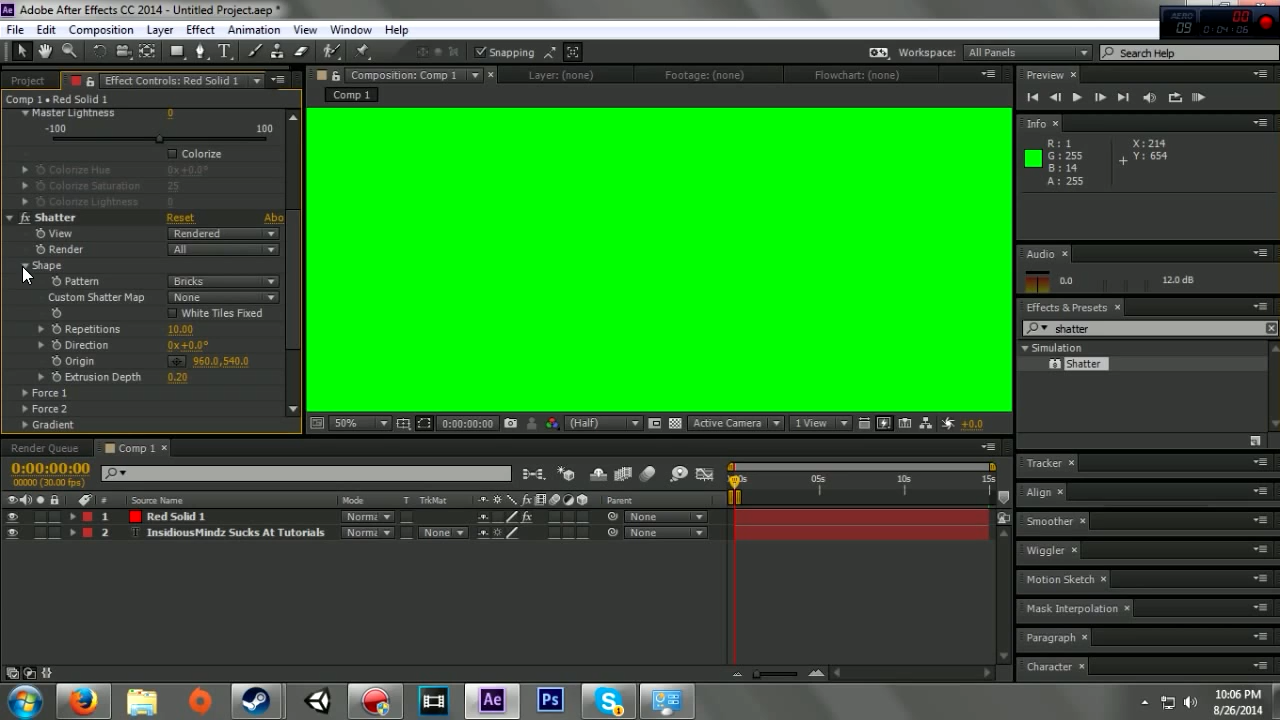 Adobe After Effects CC 2014 - Untitled Project.aep *
File Edit Composition Layer Effect Animation View Window Help
Snapping
Workspace: All Panels
Search Help
00
09
0:04:06
Project
Effect Controls: Red Solid 1
Comp 1 • Red Solid 1
Master Lightness 0
-100 100
Colorize
Colorize Hue 0x+0.0°
Colorize Saturation 25
Colorize Lightness 0
fx Shatter Reset Abo
View Rendered
Render All
Shape
Pattern Bricks
Custom Shatter Map None
White Tiles Fixed
Repetitions 10.00
Direction 0x+0.0°
Origin 960.0,540.0
Extrusion Depth 0.20
Force 1
Force 2
Gradient
Composition: Comp 1
Layer: (none)
Footage: (none)
Flowchart: (none)
Comp 1
50% 0:00:00:00 (Half) Active Camera 1 View +0.0
Preview
Info
R : 1
G : 255
B : 14
A : 255
X : 214
Y : 654
Audio
0.0 12.0 dB
Effects & Presets
shatter
Simulation
Shatter
Tracker
Align
Smoother
Wiggler
Motion Sketch
Mask Interpolation
Paragraph
Character
Render Queue
Comp 1
0:00:00:00
00000 (30.00 fps)
05s 10s 15s
# Source Name Mode T TrkMat Parent
1 Red Solid 1 Norma None
2 T InsidiousMindz Sucks At Tutorials Norma None None
Ae Ps
10:06 PM
8/26/2014